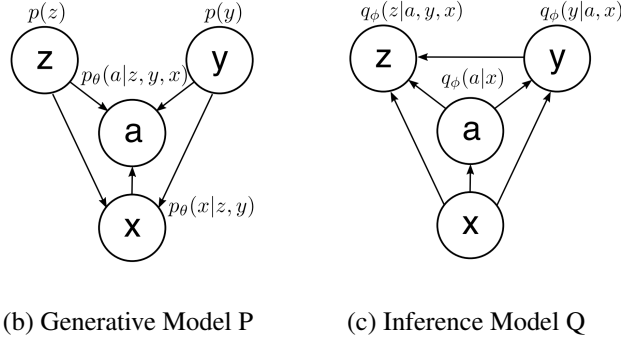 p(z) p(y)
z y
p_θ(a|z, y, x)
a
x
p_θ(x|z, y)
(b) Generative Model P
q_ϕ(z|a, y, x) q_ϕ(y|a, x)
z y
q_ϕ(a|x)
a
x
(c) Inference Model Q